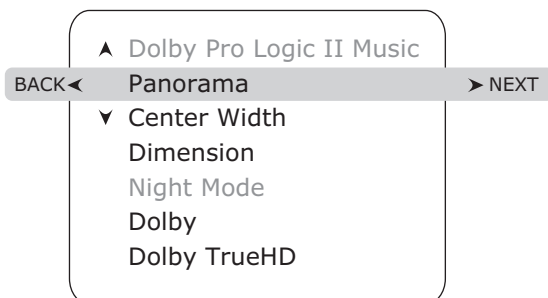 Dolby Pro Logic II Music
BACK Panorama NEXT
Center Width
Dimension
Night Mode
Dolby
Dolby TrueHD